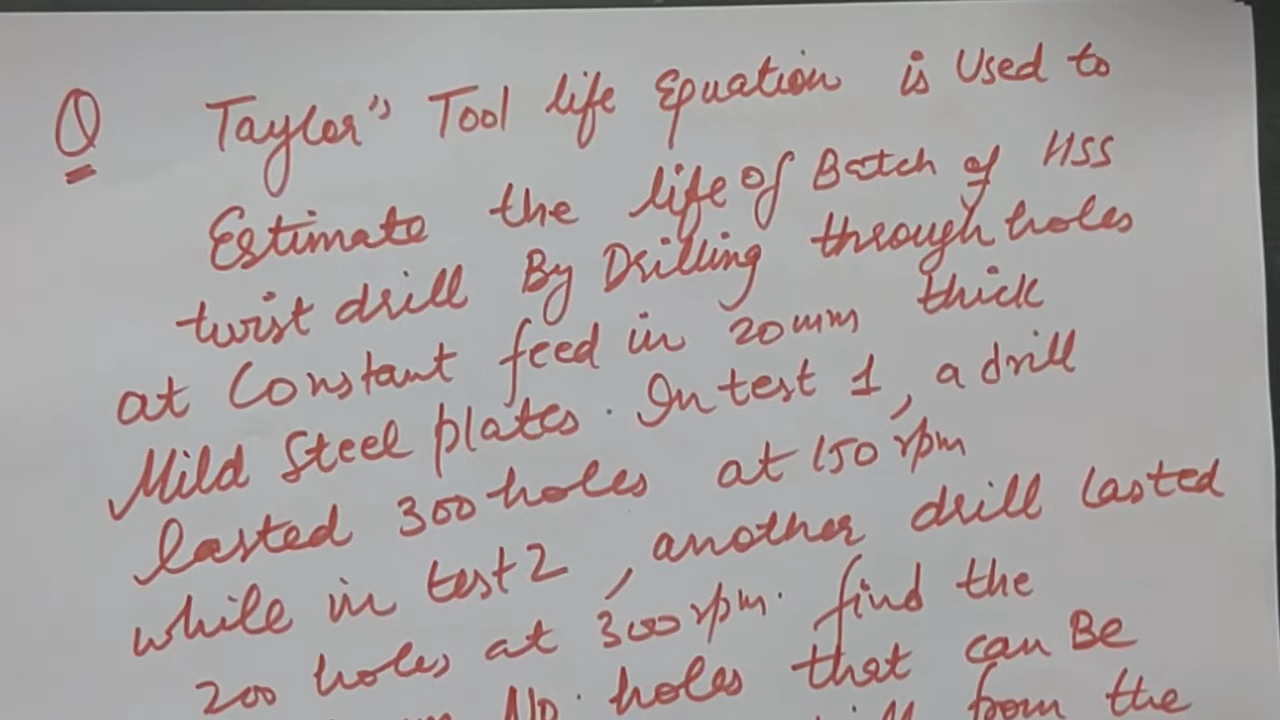 Q Taylor's Tool life Equation is Used to
Estimate the life of Batch of HSS
twist drill By Drilling through holes
at Constant feed in 20mm thick
Mild Steel plates. In test 1, a drill
lasted 300 holes at 150 rpm
while in test 2, another drill lasted
200 holes at 300 rpm. find the
No. holes that can Be
from the